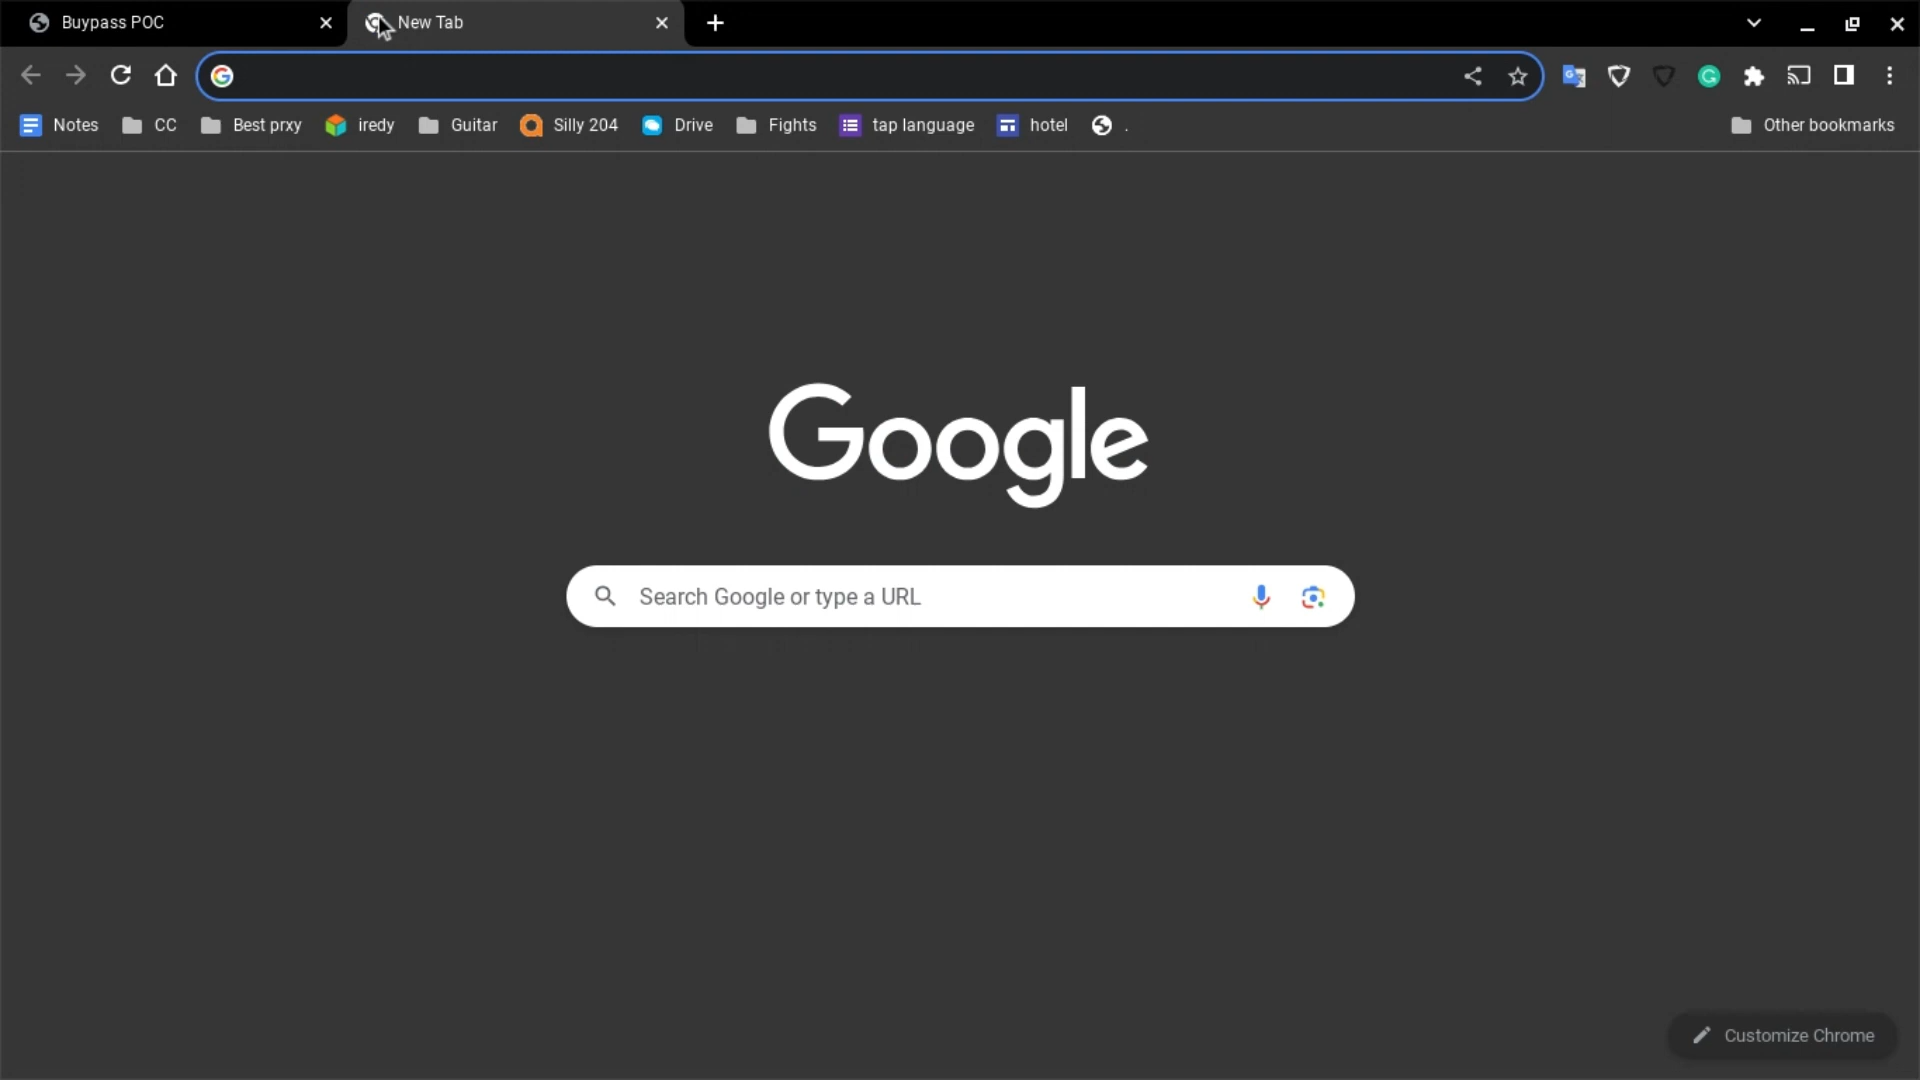 Buypass POC
New Tab
Notes
CC
Best prxy
iredy
Guitar
Silly 204
Drive
Fights
tap language
hotel
.
Other bookmarks
Google
Search Google or type a URL
Customize Chrome